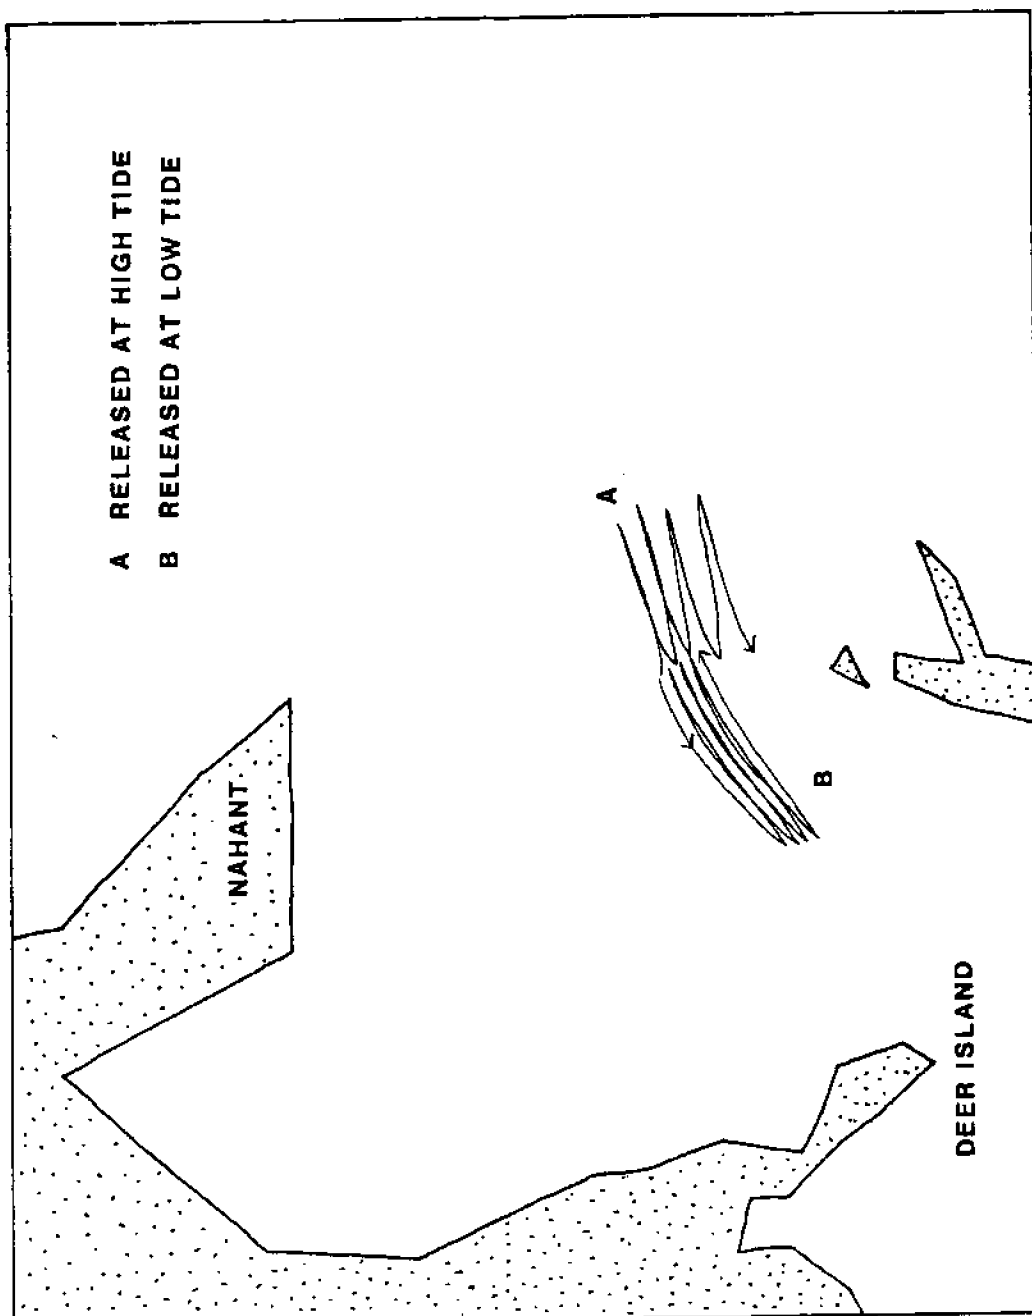 A RELEASED AT HIGH TIDE
B RELEASED AT LOW TIDE
NAHANT
A
B
DEER ISLAND